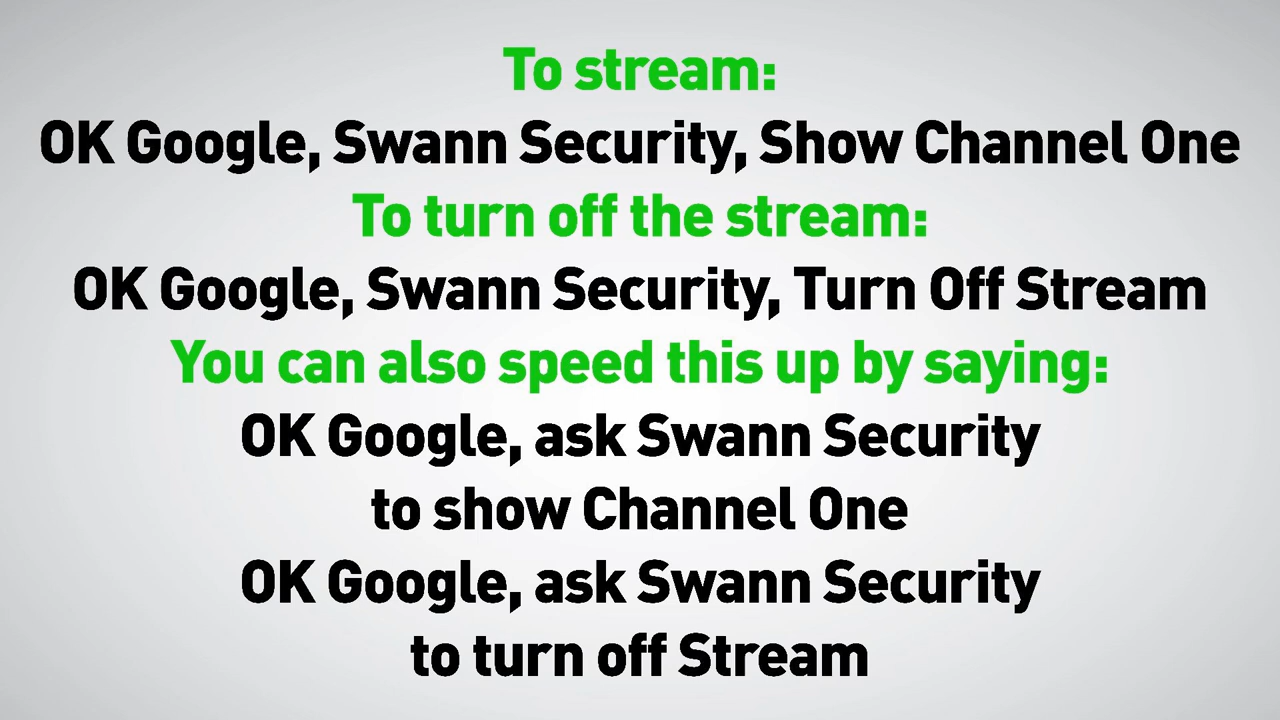 To stream:
OK Google, Swann Security, Show Channel One
To turn off the stream:
OK Google, Swann Security, Turn Off Stream
You can also speed this up by saying:
OK Google, ask Swann Security
to show Channel One
OK Google, ask Swann Security
to turn off Stream